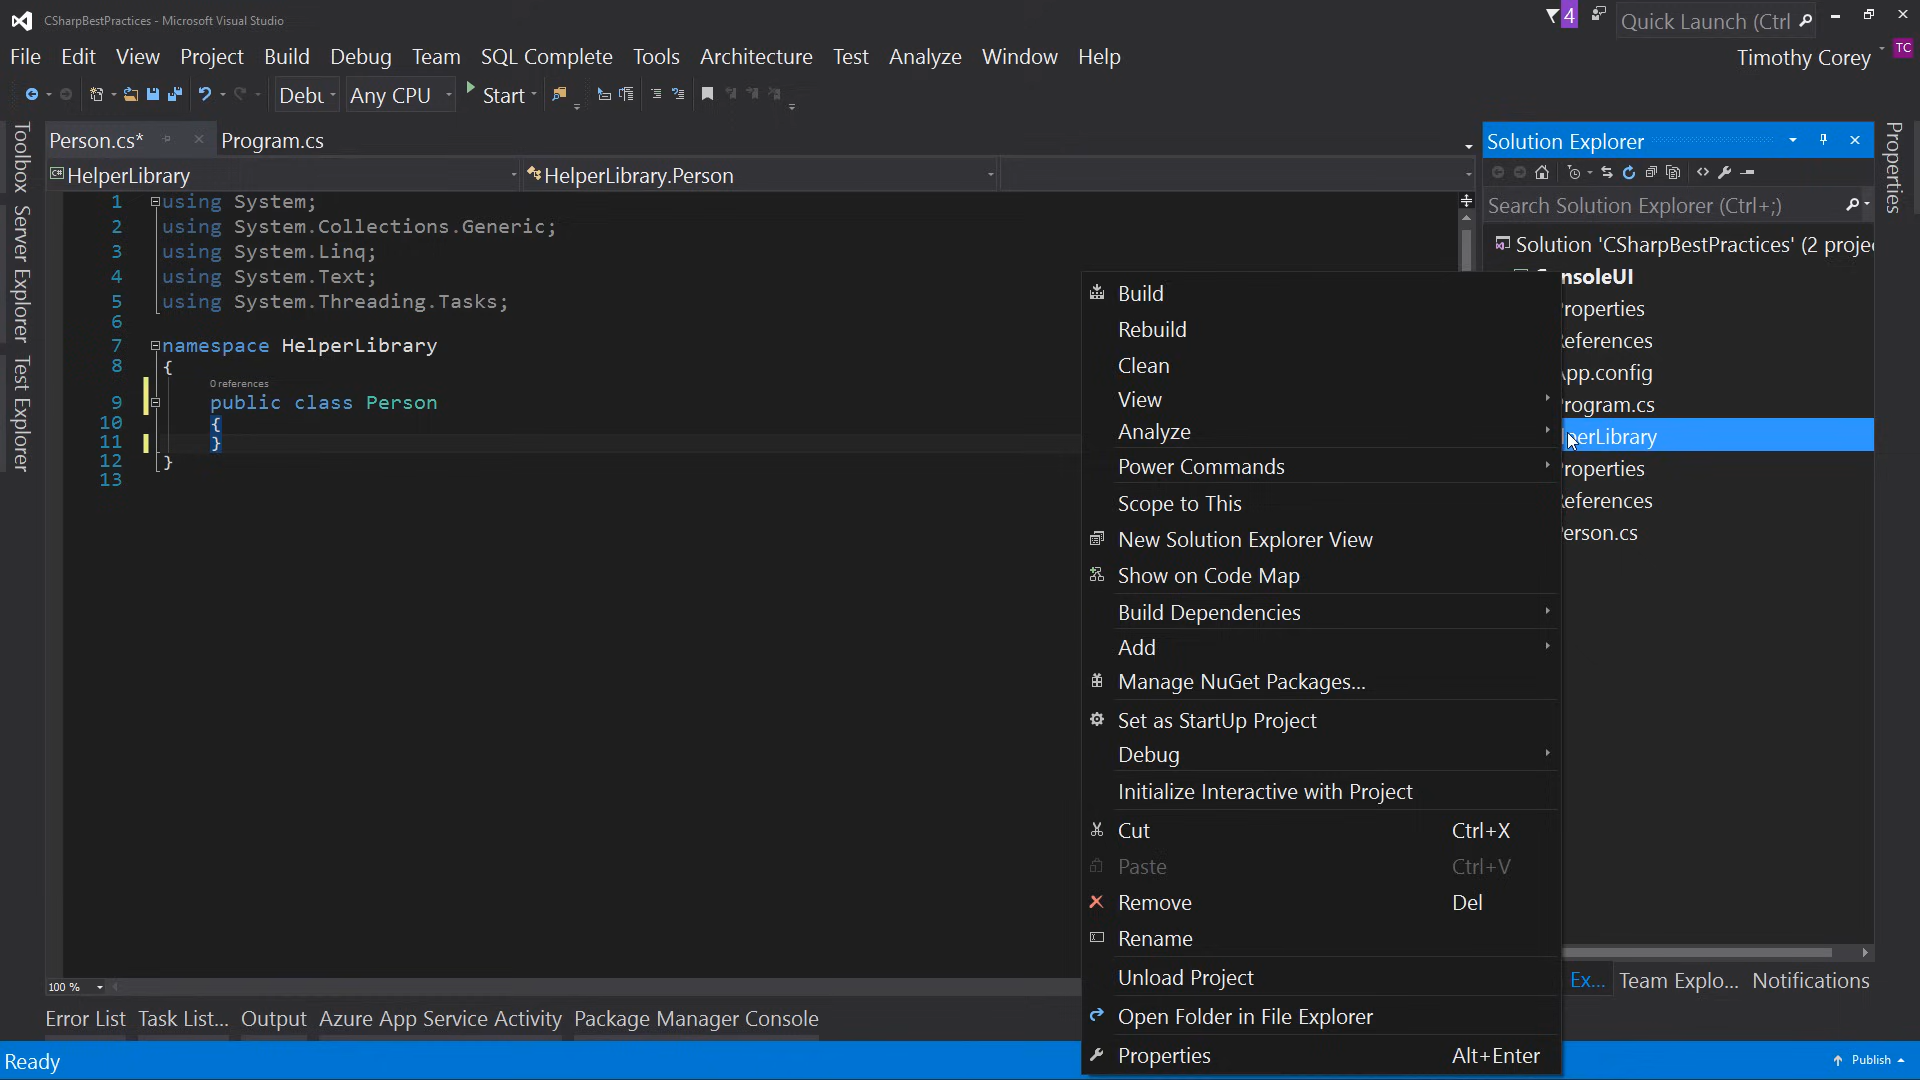 CSharpBestPractices - Microsoft Visual Studio
4
Quick Launch (Ctrl
File Edit View Project Build Debug Team SQL Complete Tools Architecture Test Analyze Window Help
Timothy Corey
TC
Debu Any CPU Start
Toolbox
Server Explorer
Test Explorer
Person.cs* Program.cs
HelperLibrary HelperLibrary.Person
1 using System;
2 using System.Collections.Generic;
3 using System.Linq;
4 using System.Text;
5 using System.Threading.Tasks;
6
7 namespace HelperLibrary
8 {
0 references
9 public class Person
10 {
11 }
12 }
13
Build
Rebuild
Clean
View
Analyze
Power Commands
Scope to This
New Solution Explorer View
Show on Code Map
Build Dependencies
Add
Manage NuGet Packages...
Set as StartUp Project
Debug
Initialize Interactive with Project
Cut Ctrl+X
Paste Ctrl+V
Remove Del
Rename
Unload Project
Open Folder in File Explorer
Properties Alt+Enter
Solution Explorer
Search Solution Explorer (Ctrl+;)
Solution 'CSharpBestPractices' (2 projec
nsoleUI
roperties
eferences
pp.config
rogram.cs
perLibrary
roperties
eferences
erson.cs
Properties
Ex... Team Explo... Notifications
100 %
Error List Task List... Output Azure App Service Activity Package Manager Console
Ready
Publish